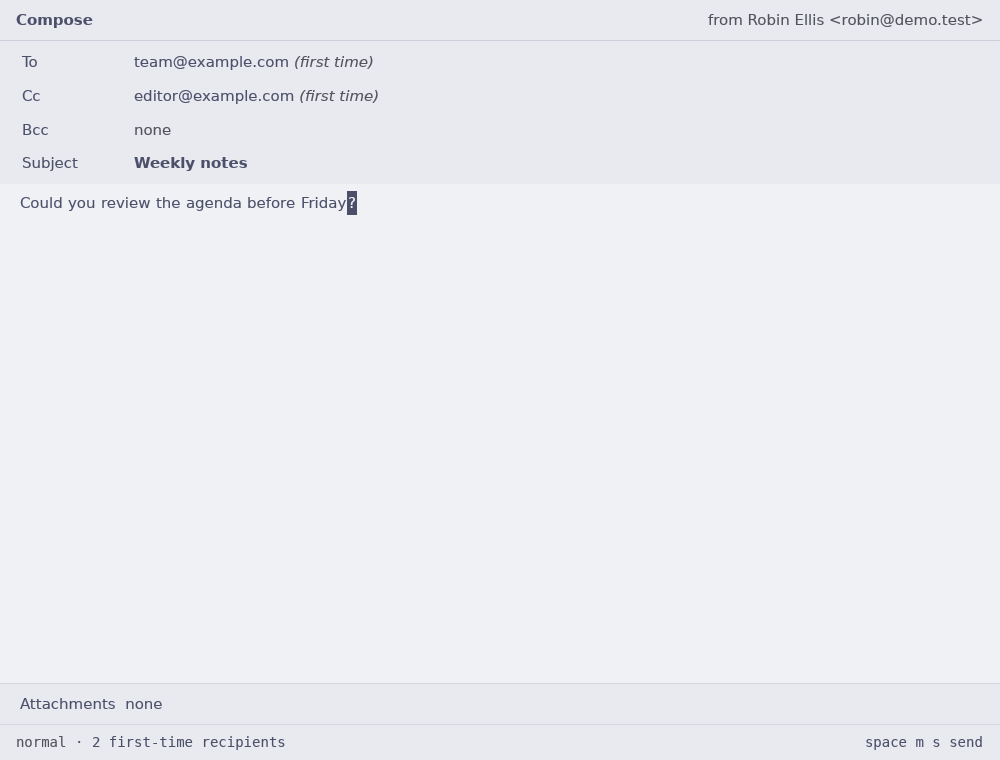 Compose from Robin Ellis <robin@demo.test>
To team@example.com (first time)
Cc editor@example.com (first time)
Bcc none
Subject Weekly notes
Could you review the agenda before Friday?
Attachments none
normal · 2 first-time recipients space m s send